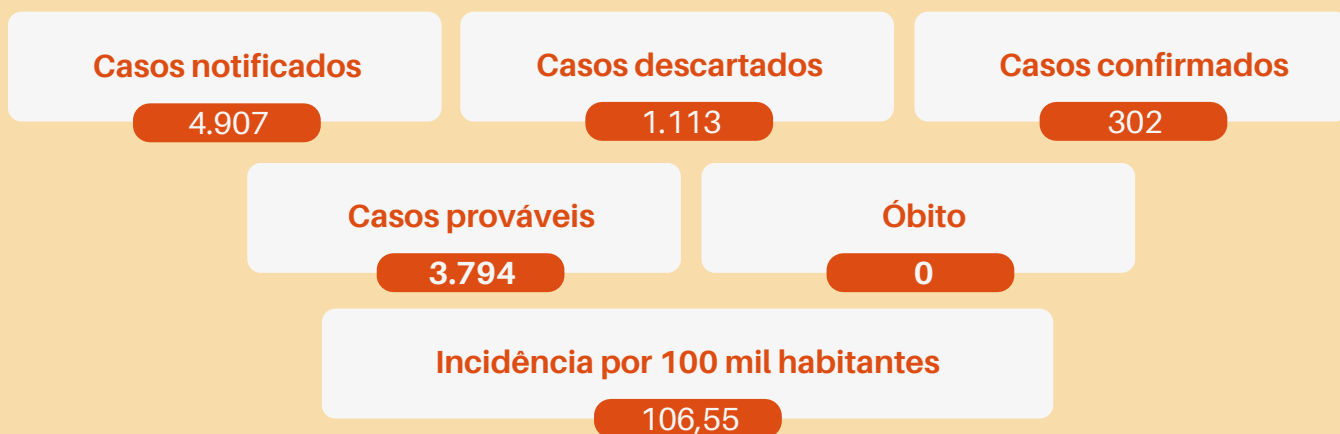 Casos notificados
4.907
Casos descartados
1.113
Casos confirmados
302
Casos prováveis
3.794
Óbito
0
Incidência por 100 mil habitantes
106,55